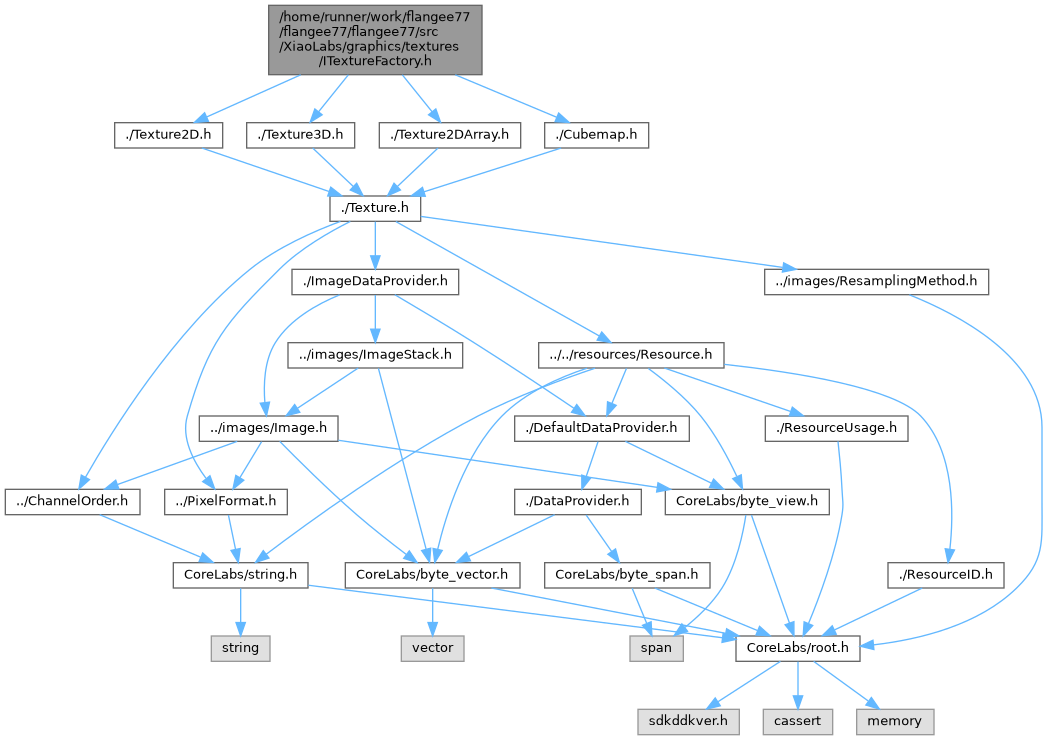 /home/runner/work/flangee77
/flangee77/flangee77/src
/XiaoLabs/graphics/textures
/ITextureFactory.h
./Texture2D.h
./Texture3D.h
./Texture2DArray.h
./Cubemap.h
./Texture.h
./ImageDataProvider.h
../images/ResamplingMethod.h
../images/ImageStack.h
../../resources/Resource.h
../images/Image.h
./DefaultDataProvider.h
./ResourceUsage.h
../ChannelOrder.h
../PixelFormat.h
./DataProvider.h
CoreLabs/byte_view.h
CoreLabs/string.h
CoreLabs/byte_vector.h
CoreLabs/byte_span.h
./ResourceID.h
string
vector
span
CoreLabs/root.h
sdkddkver.h
cassert
memory